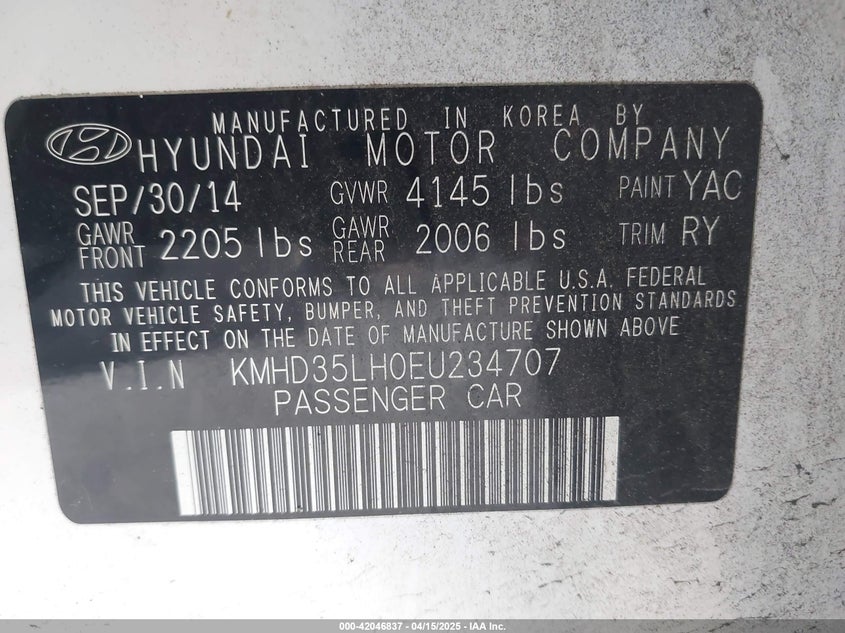 MANUFACTURED IN KOREA BY
HYUNDAI MOTOR COMPANY
SEP/30/14 GVWR 4145 lbs PAINT YAC
GAWR FRONT 2205 lbs GAWR REAR 2006 lbs TRIM RY
THIS VEHICLE CONFORMS TO ALL APPLICABLE U.S.A. FEDERAL
MOTOR VEHICLE SAFETY, BUMPER, AND THEFT PREVENTION STANDARDS
IN EFFECT ON THE DATE OF MANUFACTURE SHOWN ABOVE
V.I.N KMHD35LH0EU234707
PASSENGER CAR
000-42046837 - 04/15/2025 - IAA Inc.